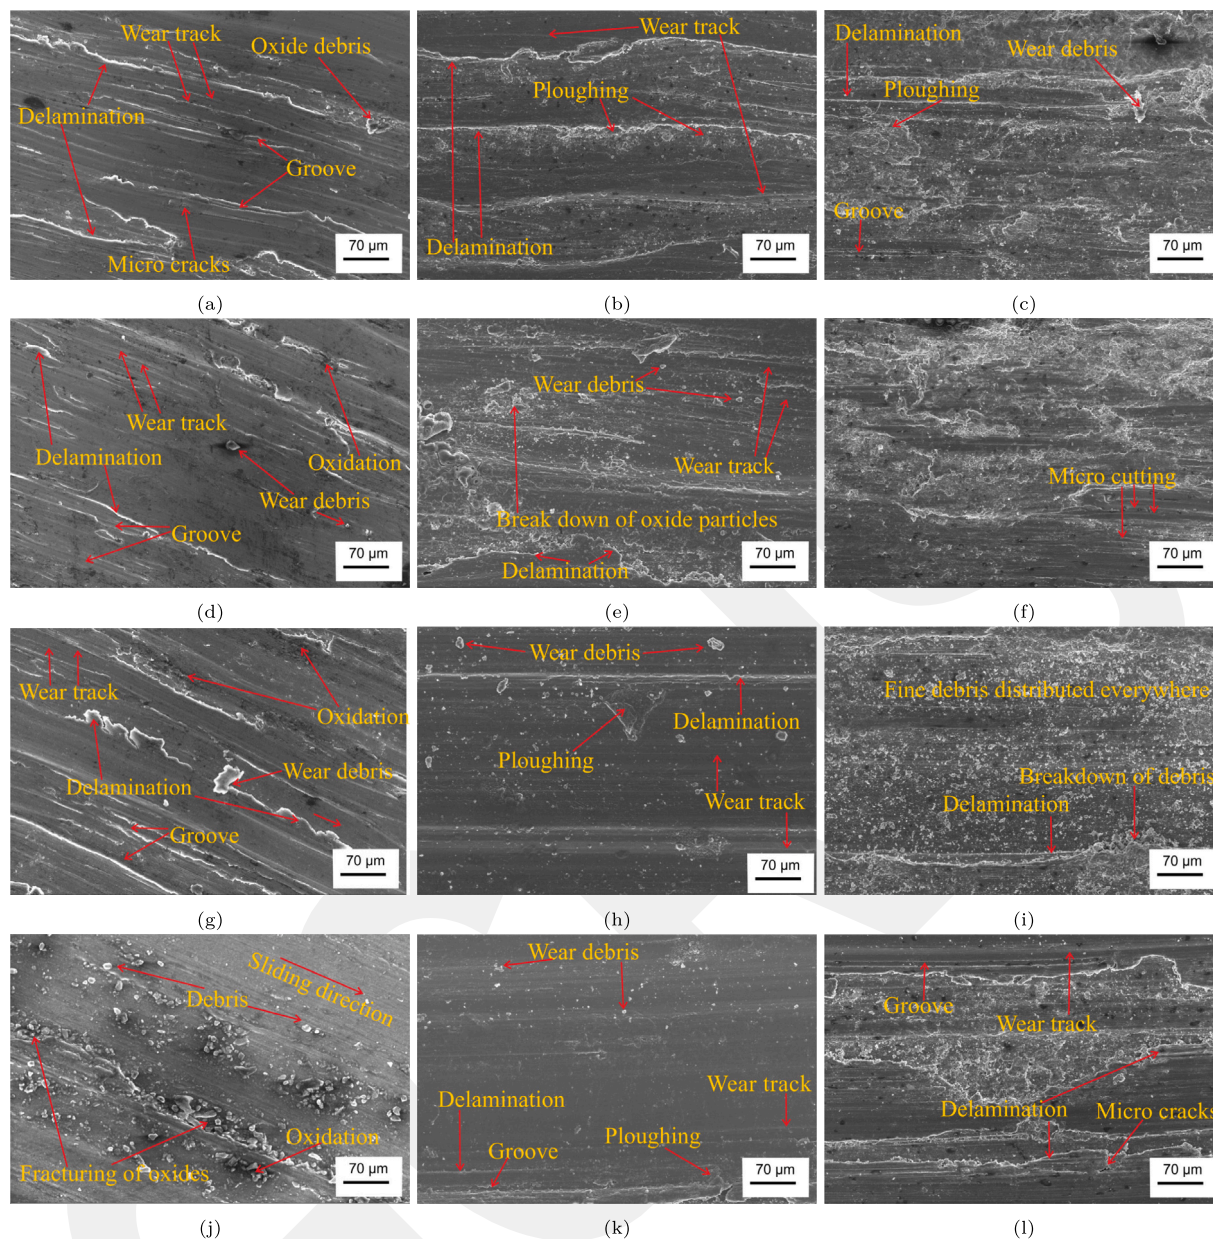 Wear track
Oxide debris
Delamination
Groove
Micro cracks
70 µm
(a)
Wear track
Ploughing
Delamination
70 µm
(b)
Delamination
Wear debris
Ploughing
Groove
70 µm
(c)
Wear track
Delamination
Oxidation
Wear debris
Groove
70 µm
(d)
Wear debris
Wear track
Break down of oxide particles
Delamination
70 µm
(e)
Micro cutting
70 µm
(f)
Wear track
Oxidation
Wear debris
Delamination
Groove
70 µm
(g)
Wear debris
Delamination
Ploughing
Wear track
70 µm
(h)
Fine debris distributed everywhere
Breakdown of debris
Delamination
70 µm
(i)
Sliding direction
Debris
Oxidation
Fracturing of oxides
70 µm
(j)
Wear debris
Wear track
Delamination
Ploughing
Groove
70 µm
(k)
Groove
Wear track
Delamination
Micro cracks
70 µm
(l)